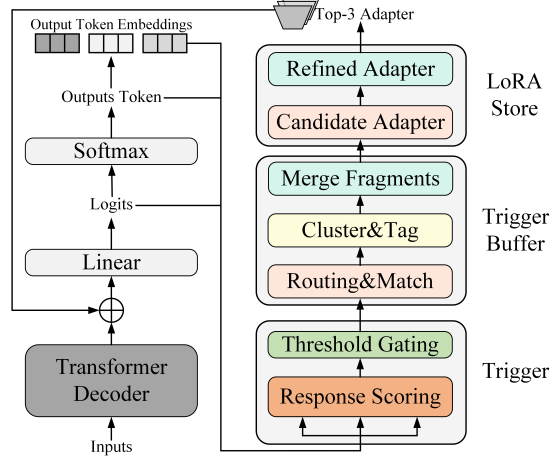 Output Token Embeddings
Outputs Token
Softmax
Logits
Linear
Transformer
Decoder
Inputs
Top-3 Adapter
Refined Adapter
Candidate Adapter
LoRA
Store
Merge Fragments
Cluster&Tag
Routing&Match
Trigger
Buffer
Threshold Gating
Response Scoring
Trigger